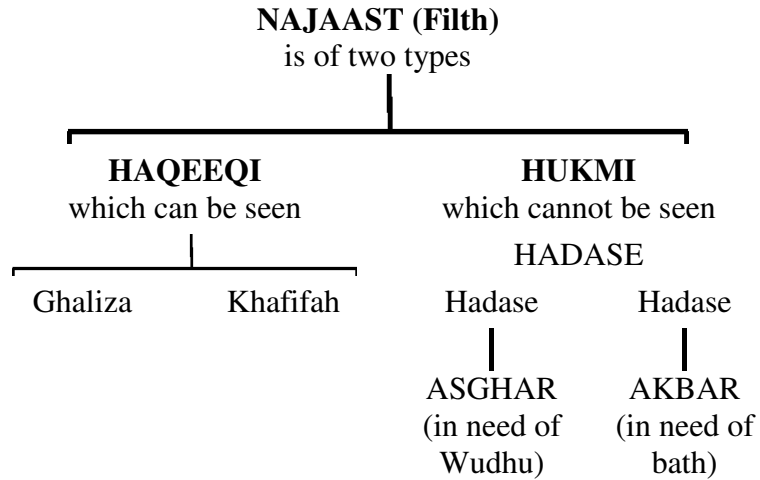 NAJAAST (Filth)
is of two types
HAQEEQI
which can be seen
Ghaliza Khafifah
HUKMI
which cannot be seen
HADASE
Hadase Hadase
ASGHAR
(in need of
Wudhu)
AKBAR
(in need of
bath)